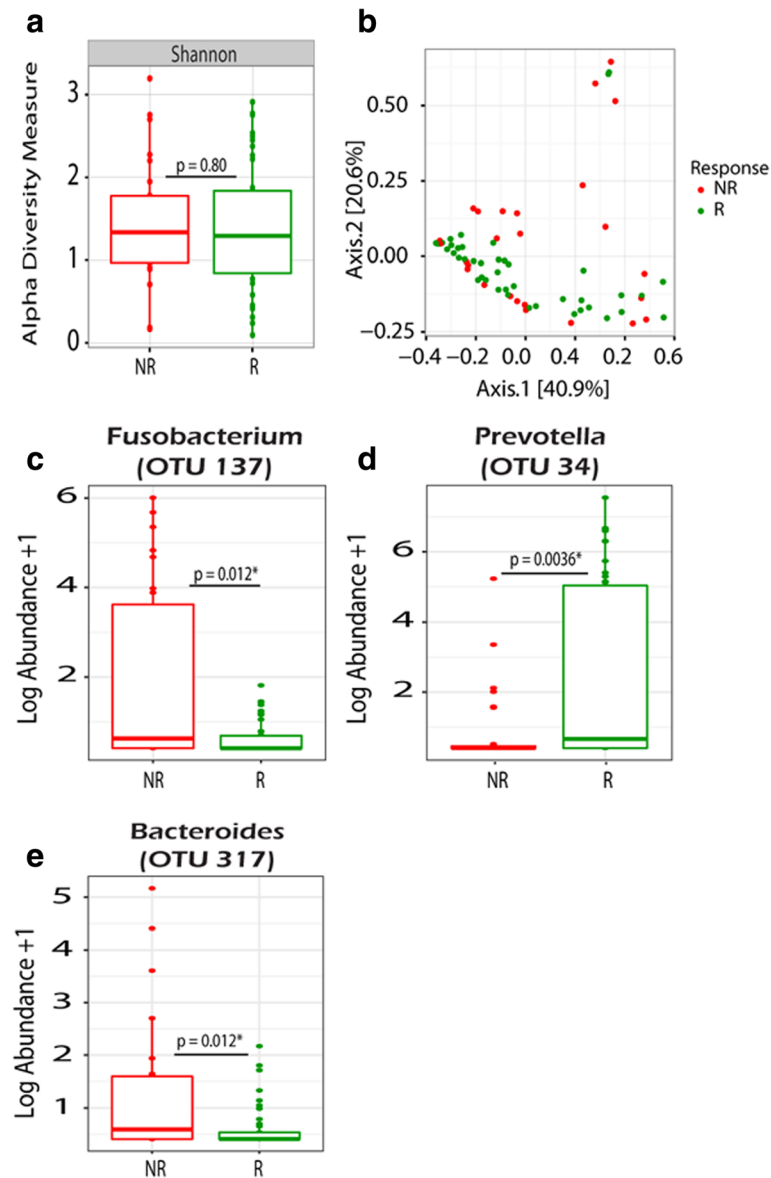 a
Shannon
Alpha Diversity Measure
3
2
1
0
p = 0.80
NR
R
b
Axis.2 [20.6%]
0.50
0.25
0.00
−0.25
−0.4 −0.2 0.0 0.4 0.2 0.6
Axis.1 [40.9%]
Response
NR
R
c
Fusobacterium
(OTU 137)
Log Abundance +1
6
4
2
p = 0.012*
NR
R
d
Prevotella
(OTU 34)
Log Abundance +1
6
4
2
p = 0.0036*
NR
R
e
Bacteroides
(OTU 317)
Log Abundance +1
5
4
3
2
1
p = 0.012*
NR
R